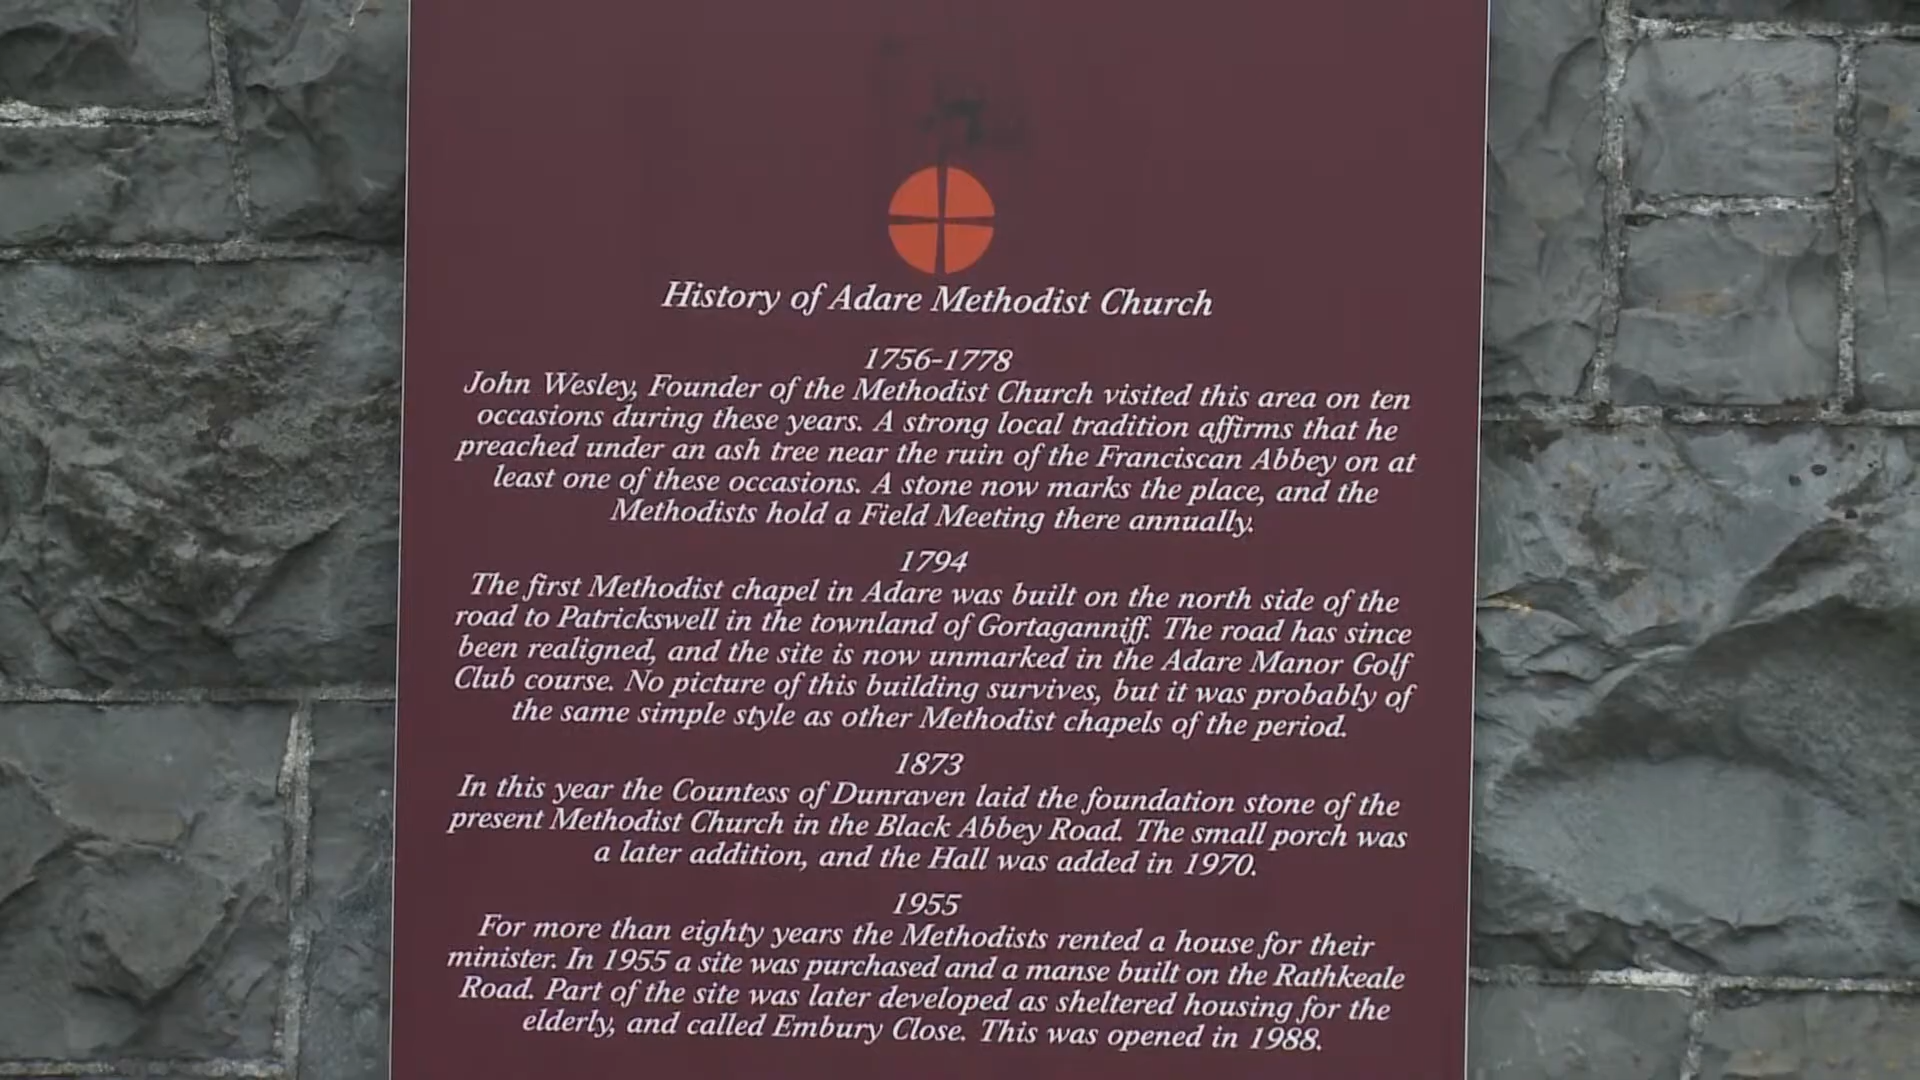 History of Adare Methodist Church
1756-1778
John Wesley, Founder of the Methodist Church visited this area on ten
occasions during these years. A strong local tradition affirms that he
preached under an ash tree near the ruin of the Franciscan Abbey on at
least one of these occasions. A stone now marks the place, and the
Methodists hold a Field Meeting there annually.
1794
The first Methodist chapel in Adare was built on the north side of the
road to Patrickswell in the townland of Gortaganniff. The road has since
been realigned, and the site is now unmarked in the Adare Manor Golf
Club course. No picture of this building survives, but it was probably of
the same simple style as other Methodist chapels of the period.
1873
In this year the Countess of Dunraven laid the foundation stone of the
present Methodist Church in the Black Abbey Road. The small porch was
a later addition, and the Hall was added in 1970.
1955
For more than eighty years the Methodists rented a house for their
minister. In 1955 a site was purchased and a manse built on the Rathkeale
Road. Part of the site was later developed as sheltered housing for the
elderly, and called Embury Close. This was opened in 1988.